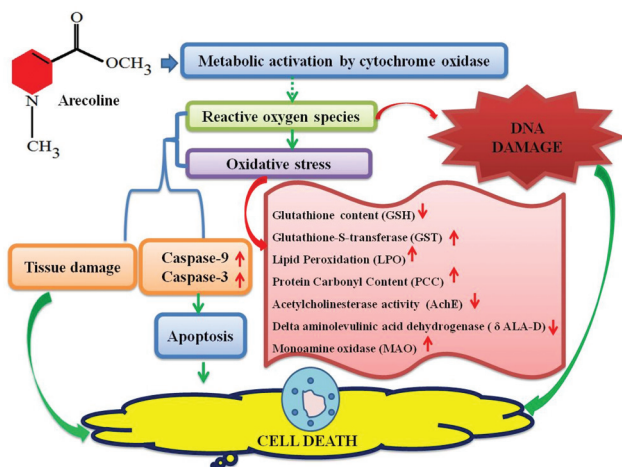 O
OCH3
N
CH3
Arecoline
Metabolic activation by cytochrome oxidase
Reactive oxygen species
Oxidative stress
DNA
DAMAGE
Glutathione content (GSH)
Glutathione-S-transferase (GST)
Lipid Peroxidation (LPO)
Protein Carbonyl Content (PCC)
Acetylcholinesterase activity (AchE)
Delta aminolevulinic acid dehydrogenase ( δ ALA-D)
Monoamine oxidase (MAO)
Tissue damage
Caspase-9
Caspase-3
Apoptosis
CELL DEATH